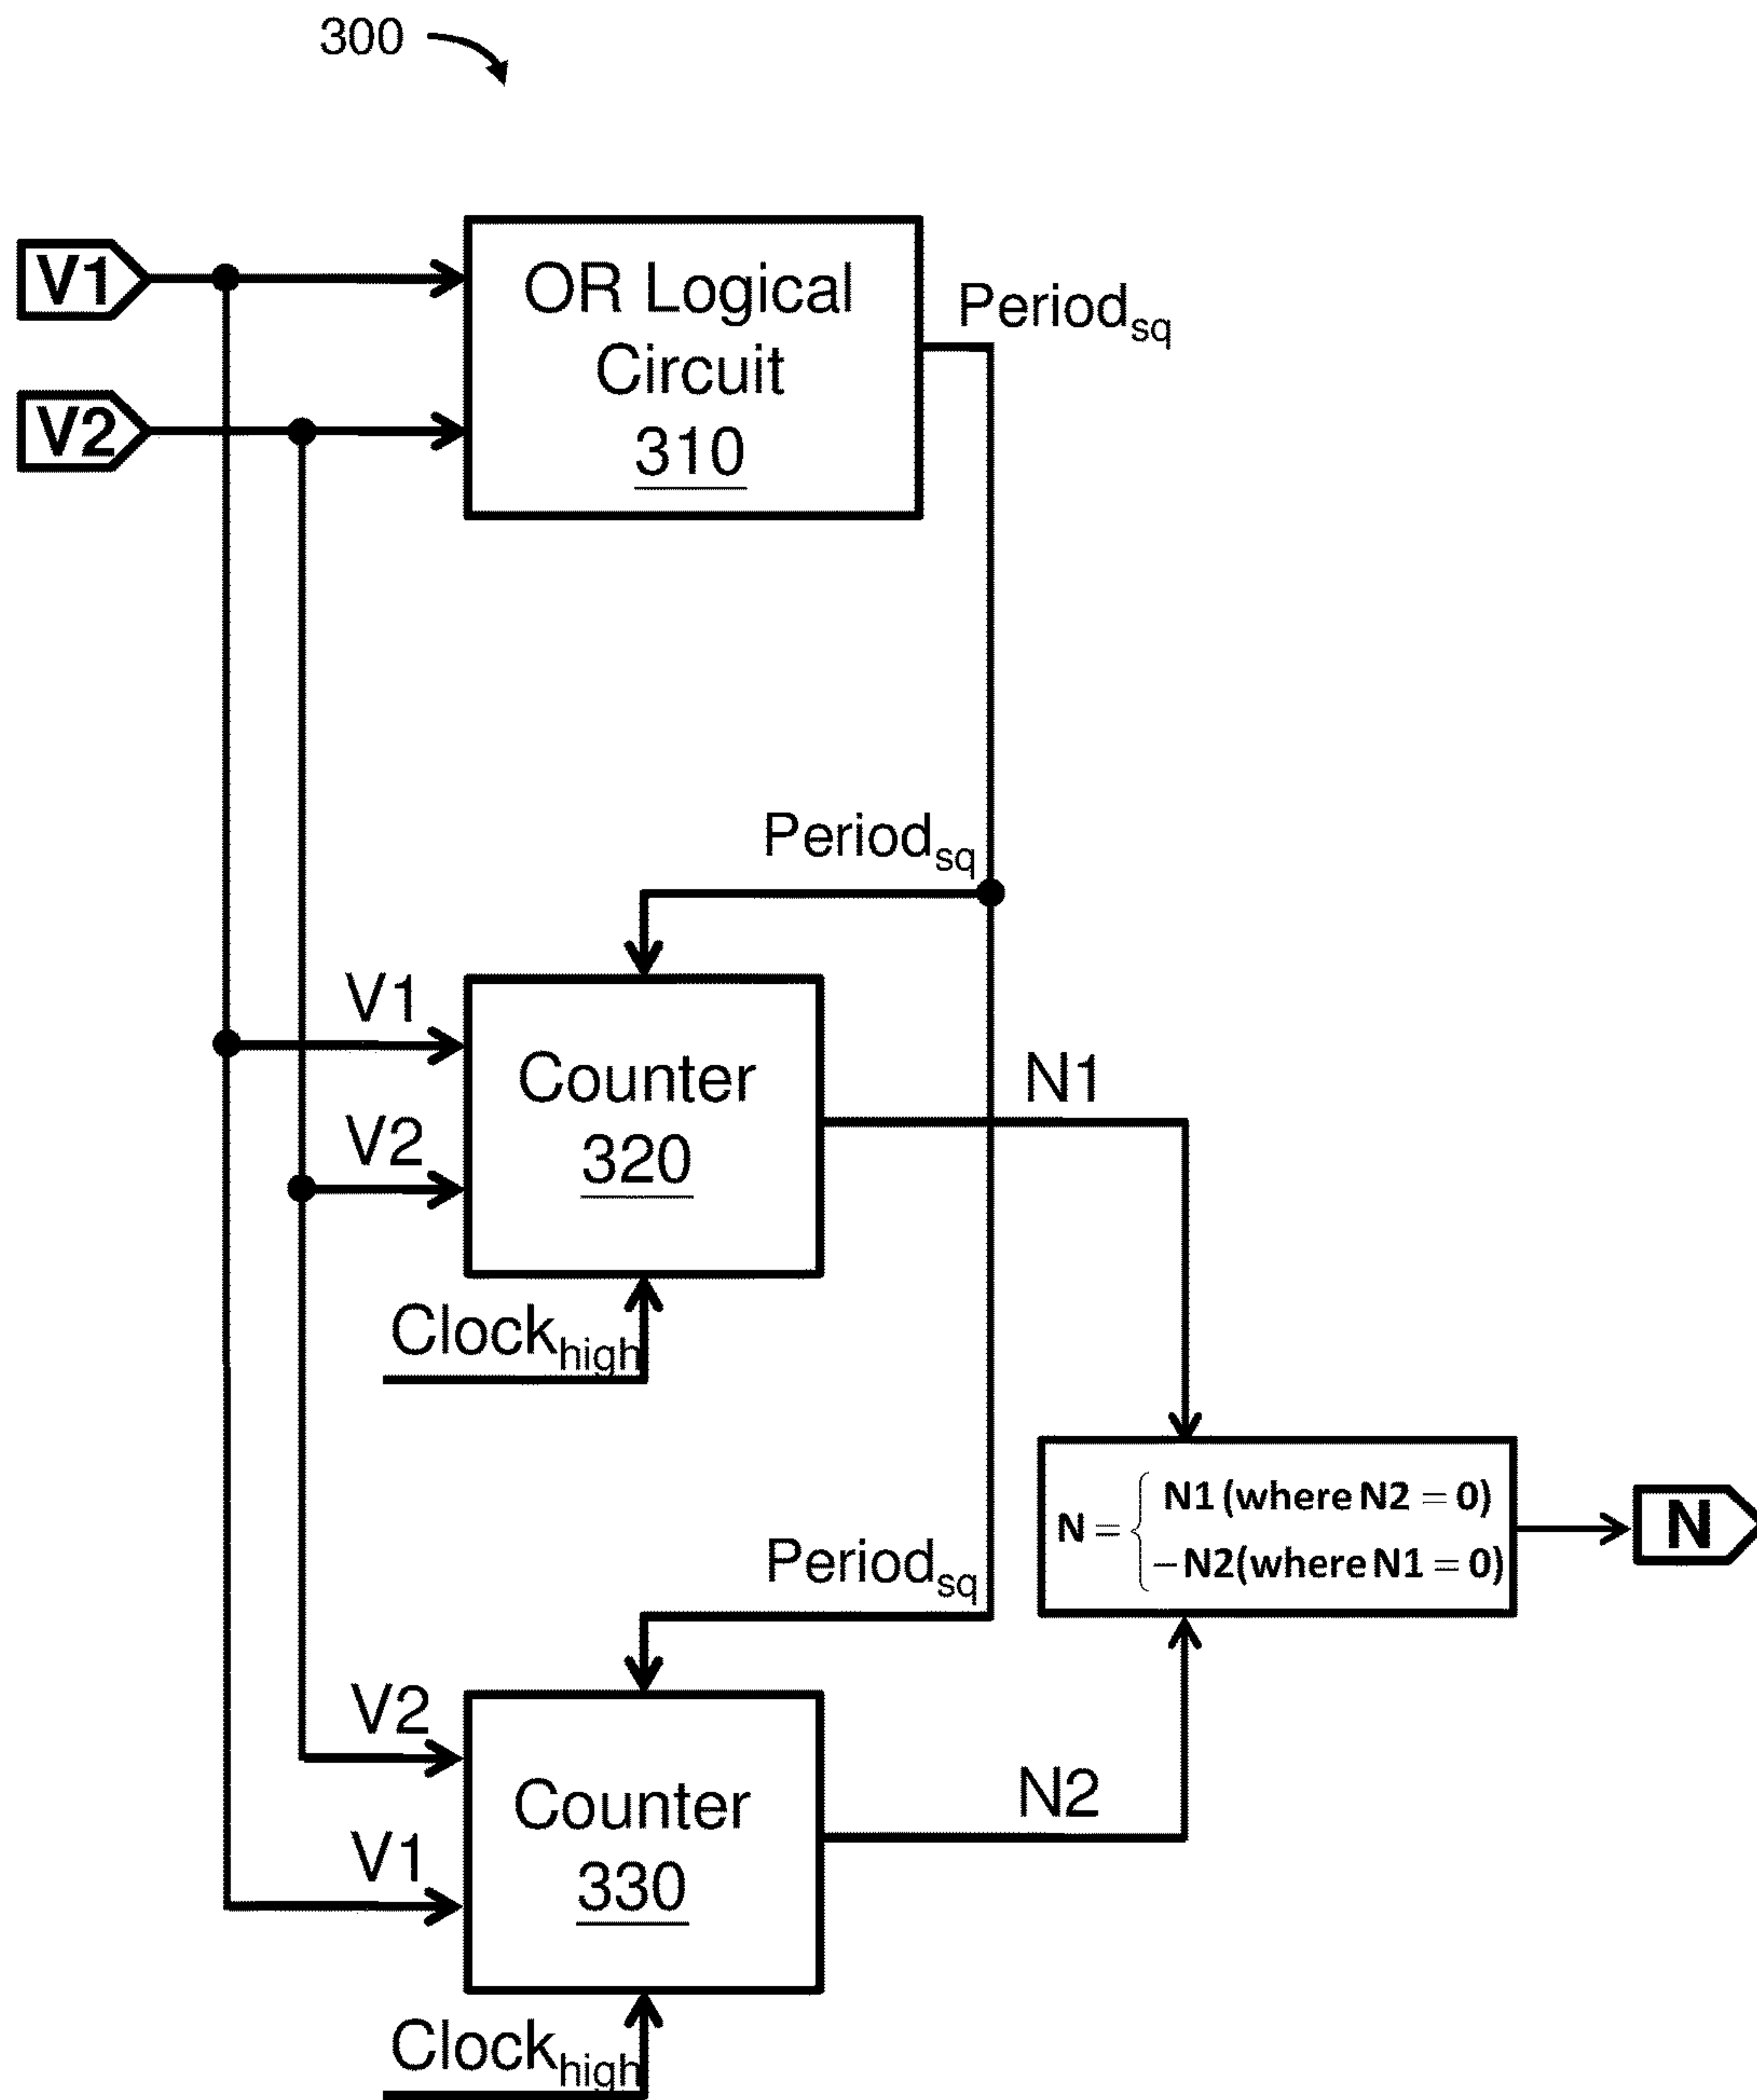 300
V1
OR Logical
Circuit
310
Periodsq
V2
Periodsq
V1
Counter
320
V2
N1
Clockhigh
N = { N1 (where N2 = 0)
− N2(where N1 = 0)
N
Periodsq
V2
Counter
330
V1
N2
Clockhigh